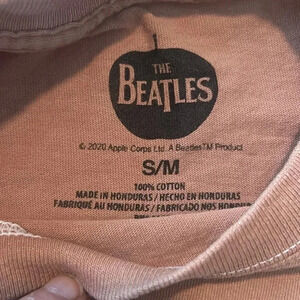 THE
BEATLES
© 2020 Apple Corps Ltd. A Beatles™ Product
S/M
100% COTTON
MADE IN HONDURAS / HECHO EN HONDURAS
FABRIQUÉ AU HONDURAS / FABRICADO NOS HONDUR